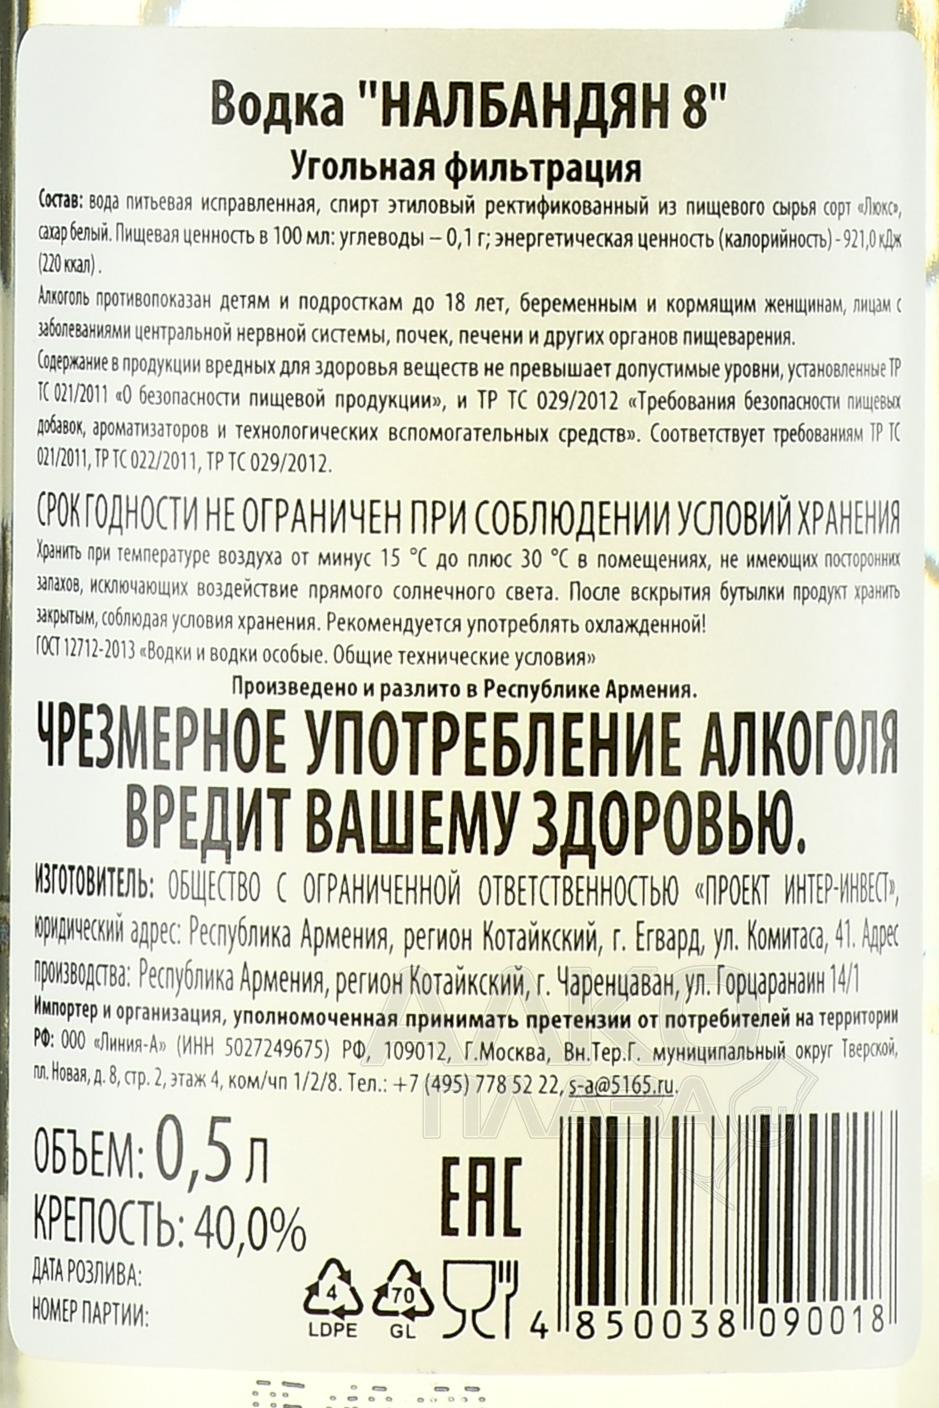 Водка "НАЛБАНДЯН 8"
Угольная фильтрация
Состав: вода питьевая исправленная, спирт этиловый ректификованный из пищевого сырья сорт «Люкс»,
сахар белый. Пищевая ценность в 100 мл: углеводы – 0,1 г; энергетическая ценность (калорийность) - 921,0 кДж
(220 ккал) .
Алкоголь противопоказан детям и подросткам до 18 лет, беременным и кормящим женщинам, лицам с
заболеваниями центральной нервной системы, почек, печени и других органов пищеварения.
Содержание в продукции вредных для здоровья веществ не превышает допустимые уровни, установленные ТР
ТС 021/2011 «О безопасности пищевой продукции», и ТР ТС 029/2012 «Требования безопасности пищевых
добавок, ароматизаторов и технологических вспомогательных средств». Соответствует требованиям ТР ТС
021/2011, ТР ТС 022/2011, ТР ТС 029/2012.
СРОК ГОДНОСТИ НЕ ОГРАНИЧЕН ПРИ СОБЛЮДЕНИИ УСЛОВИЙ ХРАНЕНИЯ
Хранить при температуре воздуха от минус 15 °С до плюс 30 °С в помещениях, не имеющих посторонних
запахов, исключающих воздействие прямого солнечного света. После вскрытия бутылки продукт хранить
закрытым, соблюдая условия хранения. Рекомендуется употреблять охлажденной!
ГОСТ 12712-2013 «Водки и водки особые. Общие технические условия»
Произведено и разлито в Республике Армения.
ЧРЕЗМЕРНОЕ УПОТРЕБЛЕНИЕ АЛКОГОЛЯ
ВРЕДИТ ВАШЕМУ ЗДОРОВЬЮ.
ИЗГОТОВИТЕЛЬ: ОБЩЕСТВО С ОГРАНИЧЕННОЙ ОТВЕТСТВЕННОСТЬЮ «ПРОЕКТ ИНТЕР-ИНВЕСТ»,
юридический адрес: Республика Армения, регион Котайкский, г. Егвард, ул. Комитаса, 41. Адрес
производства: Республика Армения, регион Котайкский, г. Чаренцаван, ул. Горцаранаин 14/1
Импортер и организация, уполномоченная принимать претензии от потребителей на территории
РФ: ООО «Линия-А» (ИНН 5027249675) РФ, 109012, Г.Москва, Вн.Тер.Г. муниципальный округ Тверской,
пл. Новая, д. 8, стр. 2, этаж 4, ком/чп 1/2/8. Тел.: +7 (495) 778 52 22, s-a@5165.ru.
АЛКО
ПЛАВА.ru
ОБЪЕМ: 0,5 л
КРЕПОСТЬ: 40,0%
ДАТА РОЗЛИВА:
НОМЕР ПАРТИИ:
4
LDPE
70
GL
EAC
4 850038 090018